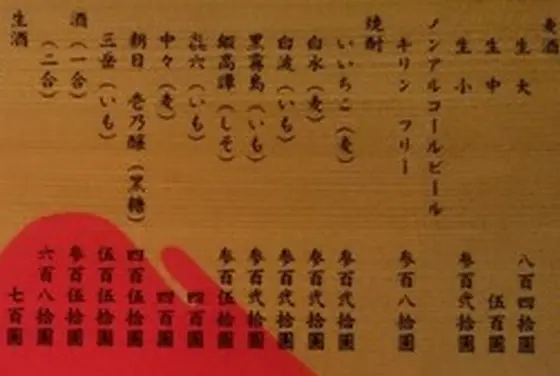 麦酒
生 大 八百四拾圓
生 中 伍百圓
生 小 参百弐拾圓
ノンアルコールビール
キリン フリー 参百八拾圓
焼酎
いいちこ（麦） 参百弐拾圓
白水（麦） 参百弐拾圓
白波（いも） 参百弐拾圓
黒霧島（いも） 参百弐拾圓
鍛高譚（しそ） 参百伍拾圓
㐂六（いも） 四百圓
中々（麦） 四百圓
朝日 壱乃醸（黒糖） 四百伍拾圓
三岳（いも） 伍百伍拾圓
酒（一合） 参百伍拾圓
（二合） 六百八拾圓
生酒 七百圓